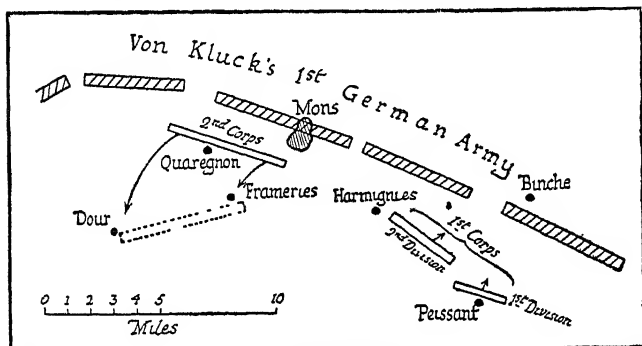 Von Kluck's 1st German Army
Mons
2nd Corps
Quaregnon
Binche
Frameries
Harmignies
1st Corps
Dour
2nd Division
1st Division
Peissant
0 1 2 3 4 5 10
Miles